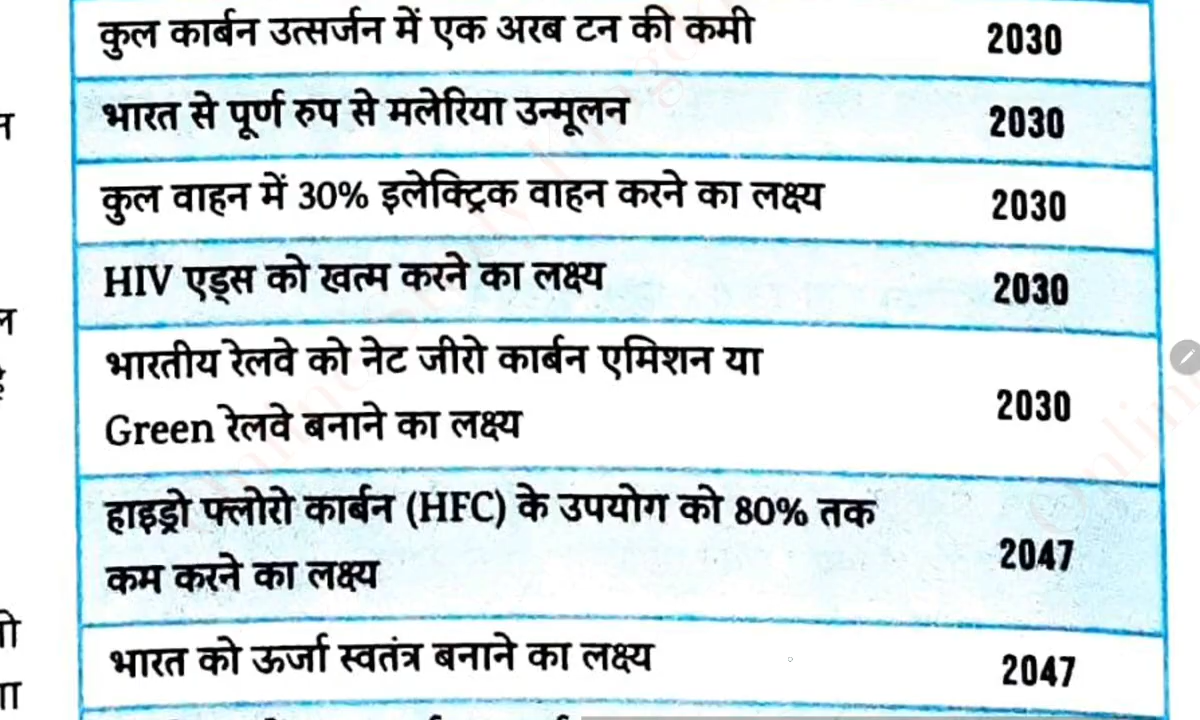 कुल कार्बन उत्सर्जन में एक अरब टन की कमी 2030
भारत से पूर्ण रुप से मलेरिया उन्मूलन 2030
कुल वाहन में 30% इलेक्ट्रिक वाहन करने का लक्ष्य 2030
HIV एड्स को खत्म करने का लक्ष्य 2030
भारतीय रेलवे को नेट जीरो कार्बन एमिशन या
Green रेलवे बनाने का लक्ष्य 2030
हाइड्रो फ्लोरो कार्बन (HFC) के उपयोग को 80% तक
कम करने का लक्ष्य 2047
भारत को ऊर्जा स्वतंत्र बनाने का लक्ष्य 2047